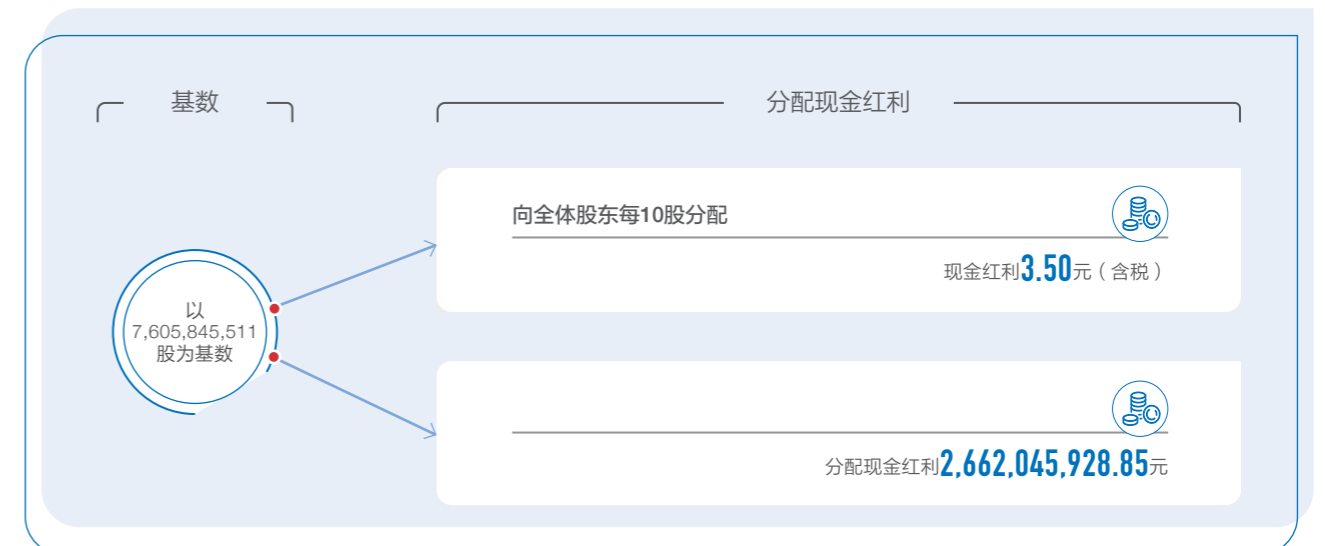 基数
分配现金红利
以
7,605,845,511
股为基数
向全体股东每10股分配
现金红利3.50元（含税）
分配现金红利2,662,045,928.85元